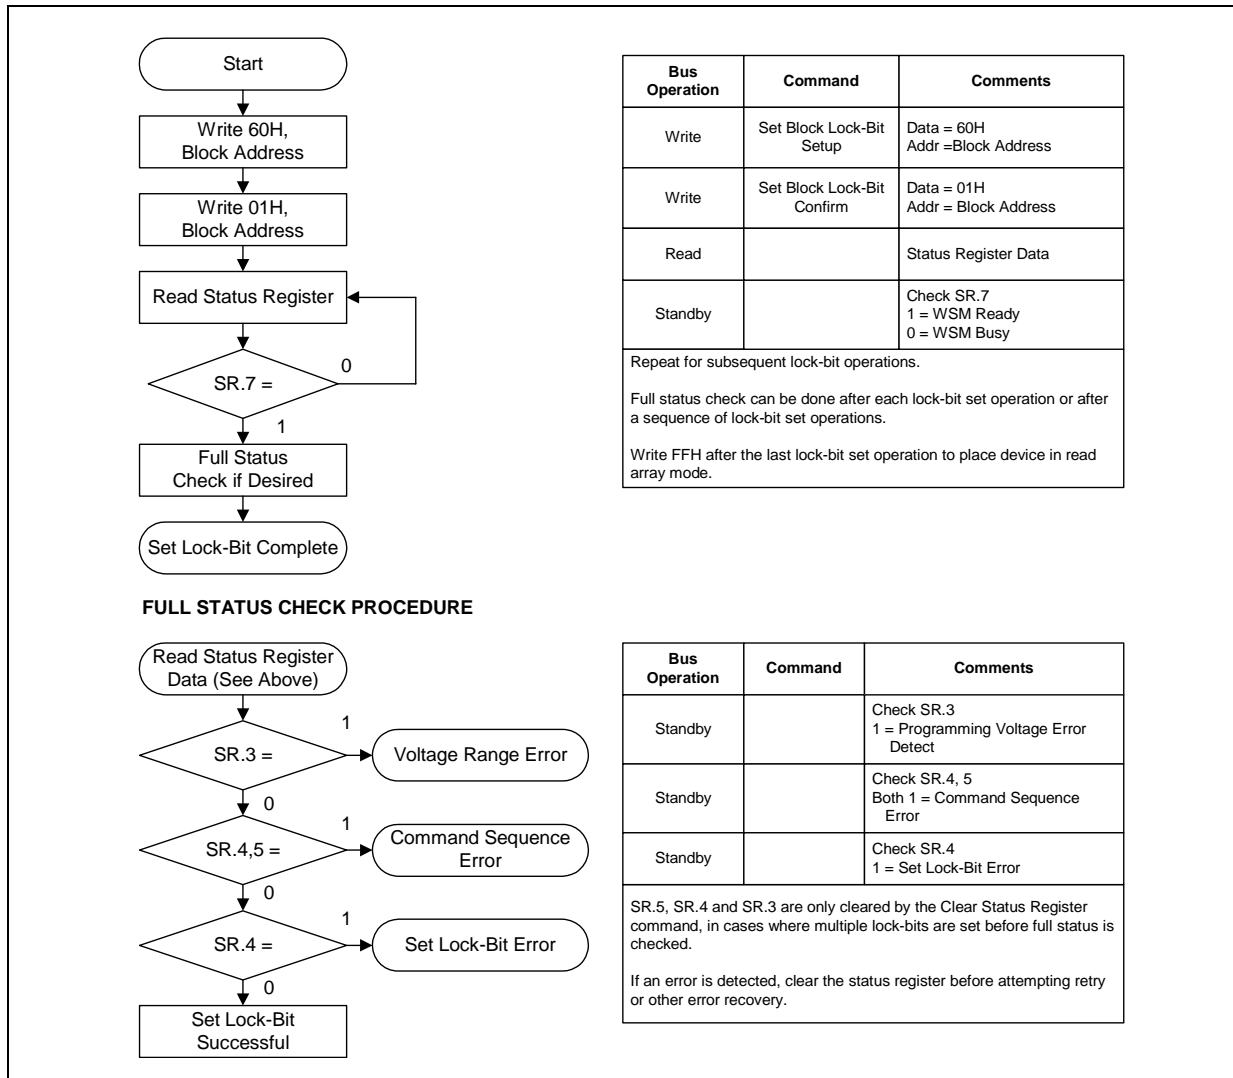 Start
Write 60H,
Block Address
Write 01H,
Block Address
Read Status Register
SR.7 =
0
1
Full Status
Check if Desired
Set Lock-Bit Complete
Bus
Operation
Command
Comments
Write
Set Block Lock-Bit
Setup
Data = 60H
Addr =Block Address
Write
Set Block Lock-Bit
Confirm
Data = 01H
Addr = Block Address
Read
Status Register Data
Standby
Check SR.7
1 = WSM Ready
0 = WSM Busy
Repeat for subsequent lock-bit operations.
Full status check can be done after each lock-bit set operation or after
a sequence of lock-bit set operations.
Write FFH after the last lock-bit set operation to place device in read
array mode.
FULL STATUS CHECK PROCEDURE
Read Status Register
Data (See Above)
SR.3 =
1
Voltage Range Error
0
SR.4,5 =
1
Command Sequence
Error
0
SR.4 =
1
Set Lock-Bit Error
0
Set Lock-Bit
Successful
Bus
Operation
Command
Comments
Standby
Check SR.3
1 = Programming Voltage Error
Detect
Standby
Check SR.4, 5
Both 1 = Command Sequence
Error
Standby
Check SR.4
1 = Set Lock-Bit Error
SR.5, SR.4 and SR.3 are only cleared by the Clear Status Register
command, in cases where multiple lock-bits are set before full status is
checked.
If an error is detected, clear the status register before attempting retry
or other error recovery.